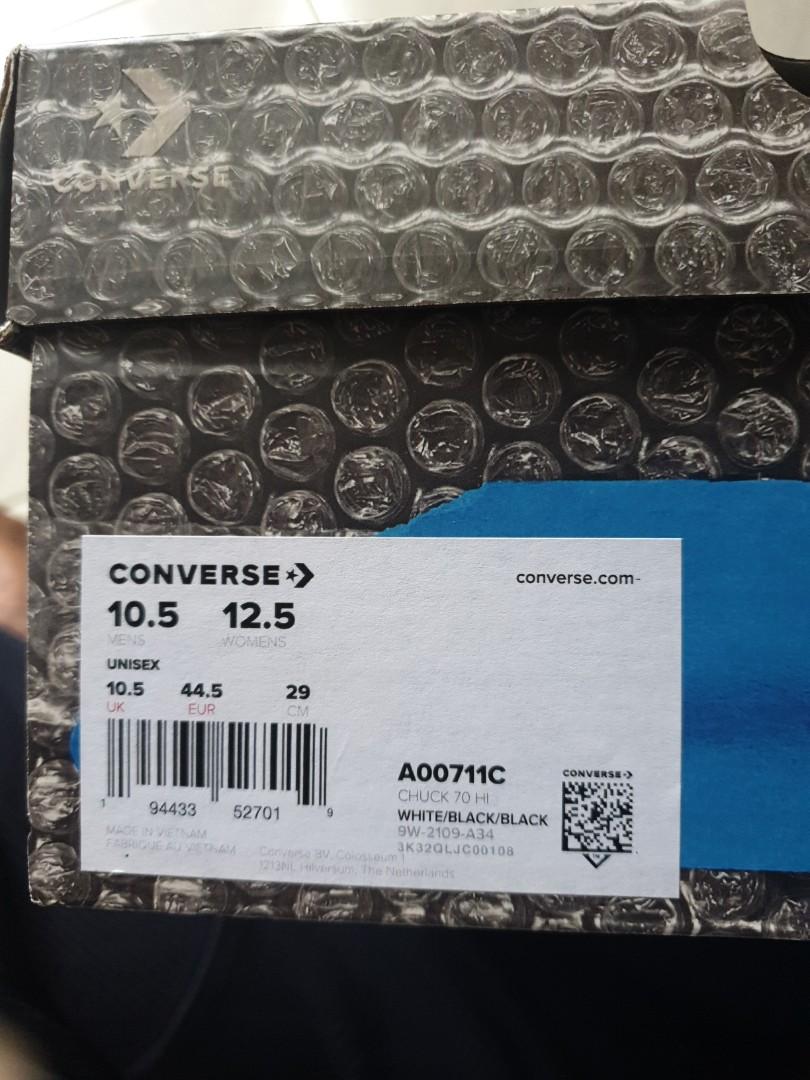 CONVERSE
CONVERSE
converse.com-
10.5 12.5
MENS WOMENS
UNISEX
10.5 44.5 29
UK EUR CM
1 94433 52701 9
MADE IN VIETNAM
FABRIQUE AU VIETNAM
Converse BV, Colosseum 1
1213NL Hilversum, The Netherlands
A00711C
CHUCK 70 HI
WHITE/BLACK/BLACK
9W-2109-A34
3K32QLJC00108
CONVERSE